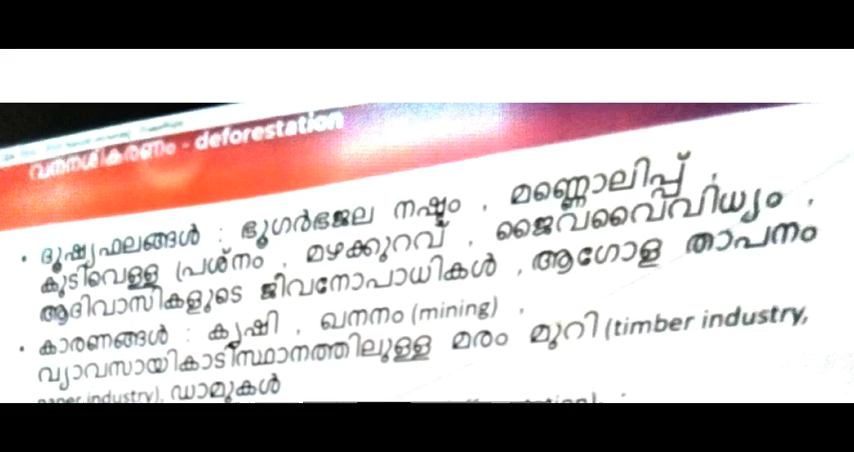 വനനശീകരണം - deforestation
• ദൂഷ്യഫലങ്ങൾ : ഭൂഗർഭജല നഷ്ടം , മണ്ണൊലിപ്പ് ,
കുടിവെള്ള പ്രശ്നം , മഴക്കുറവ് , ജൈവവൈവിധ്യം ,
ആദിവാസികളുടെ ജീവനോപാധികൾ , ആഗോള താപനം
• കാരണങ്ങൾ : കൃഷി , ഖനനം (mining) ,
വ്യാവസായികാടിസ്ഥാനത്തിലുള്ള മരം മുറി (timber industry,
paper industry), ഡാമുകൾ